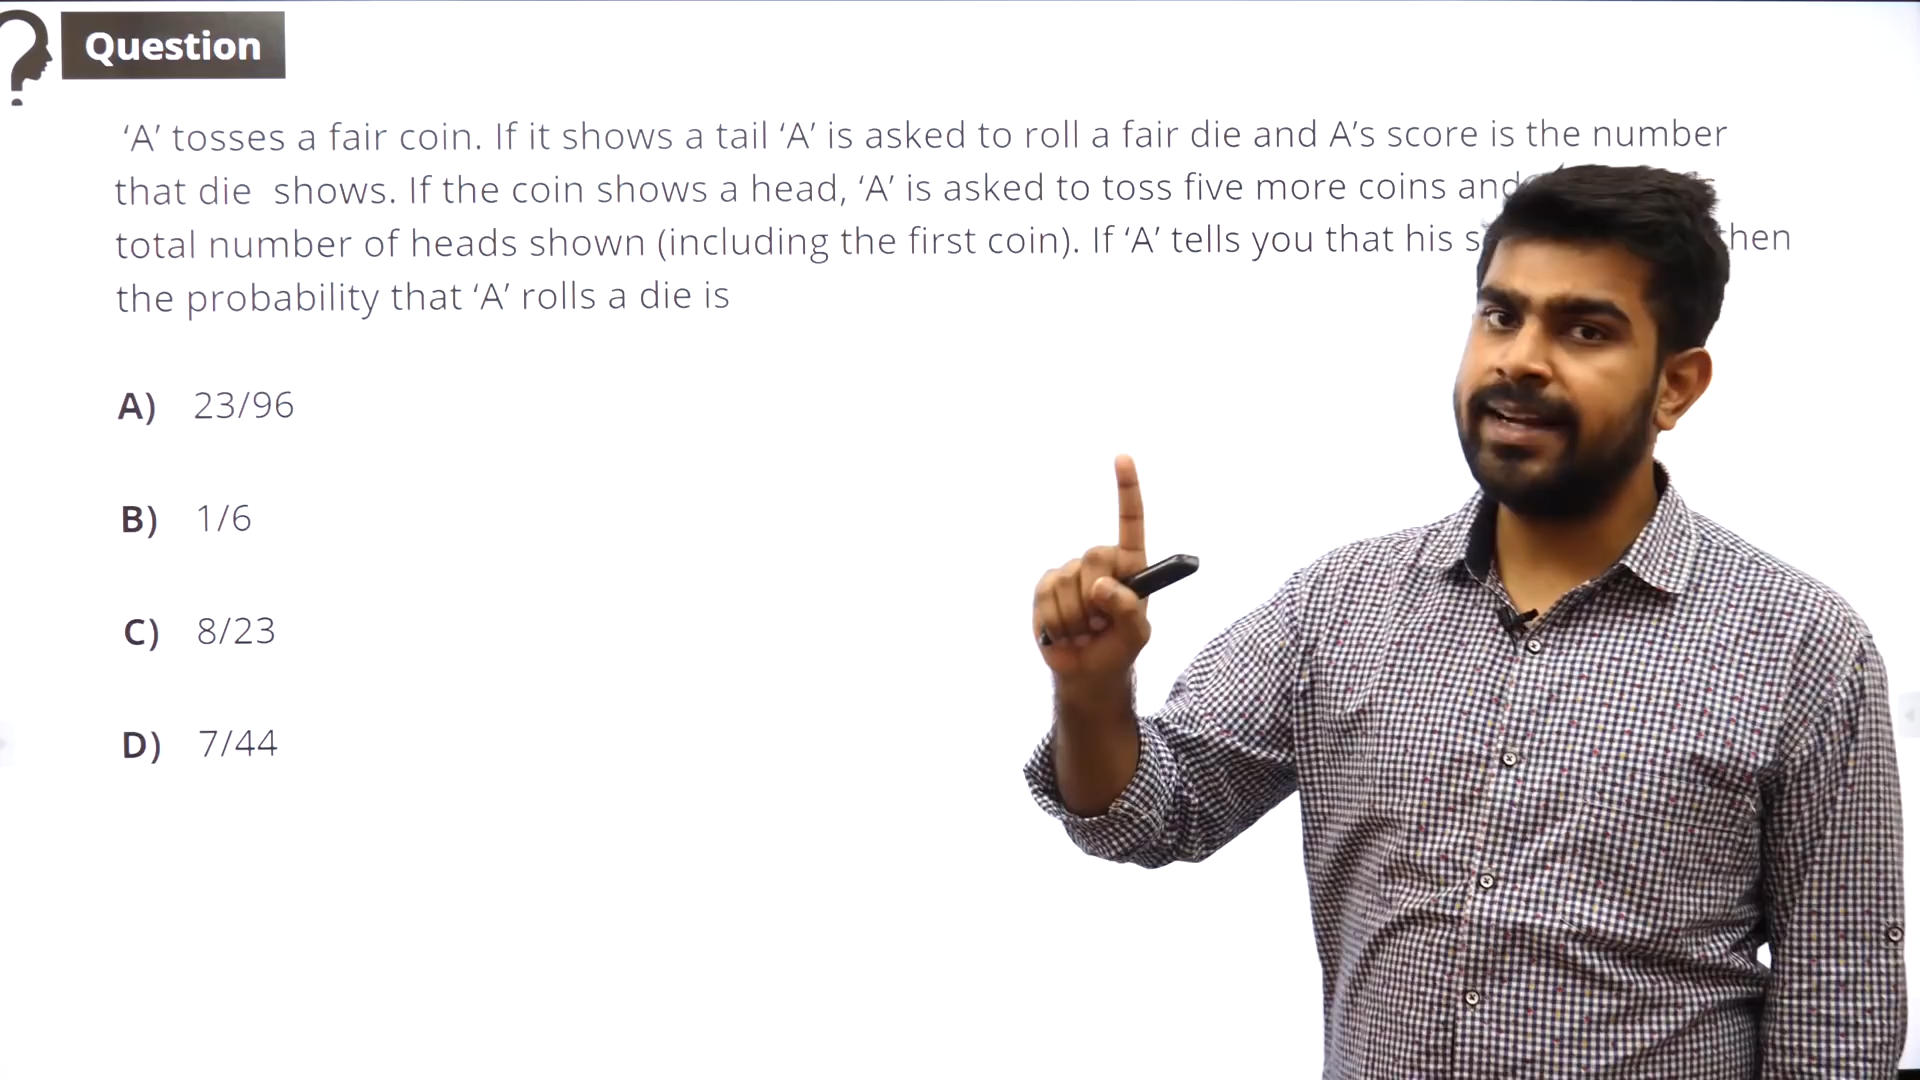 Question
‘A’ tosses a fair coin. If it shows a tail ‘A’ is asked to roll a fair die and A’s score is the number
that die shows. If the coin shows a head, ‘A’ is asked to toss five more coins and
total number of heads shown (including the first coin). If ‘A’ tells you that his
the probability that ‘A’ rolls a die is
A) 23/96
B) 1/6
C) 8/23
D) 7/44